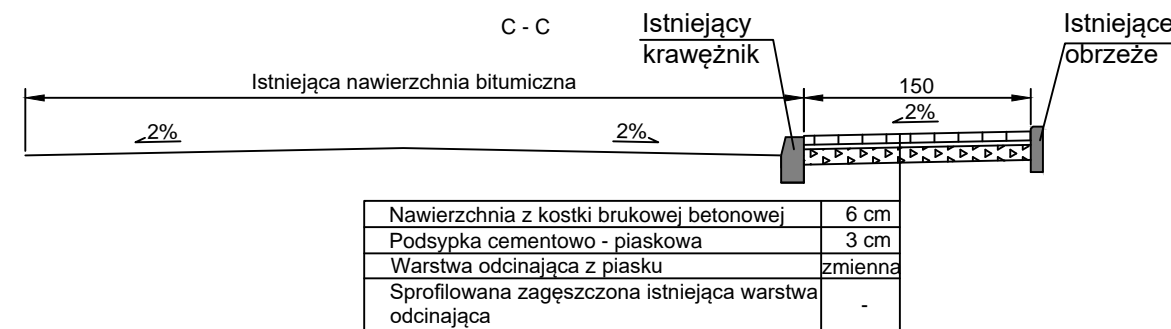 C - C
Istniejący
krawężnik
Istniejące
obrzeże
Istniejąca nawierzchnia bitumiczna
150
2%
2%
2%
Nawierzchnia z kostki brukowej betonowej 6 cm
Podsypka cementowo - piaskowa 3 cm
Warstwa odcinająca z piasku zmienna
Sprofilowana zagęszczona istniejąca warstwa
odcinająca -